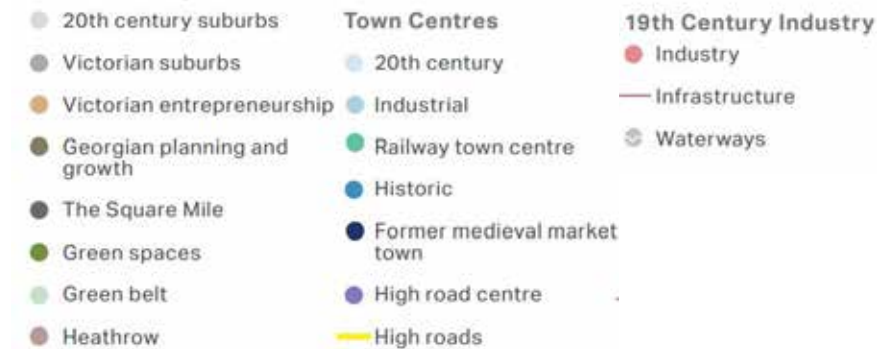 20th century suburbs
Victorian suburbs
Victorian entrepreneurship
Georgian planning and
growth
The Square Mile
Green spaces
Green belt
Heathrow
Town Centres
20th century
Industrial
Railway town centre
Historic
Former medieval market
town
High road centre
High roads
19th Century Industry
Industry
Infrastructure
Waterways